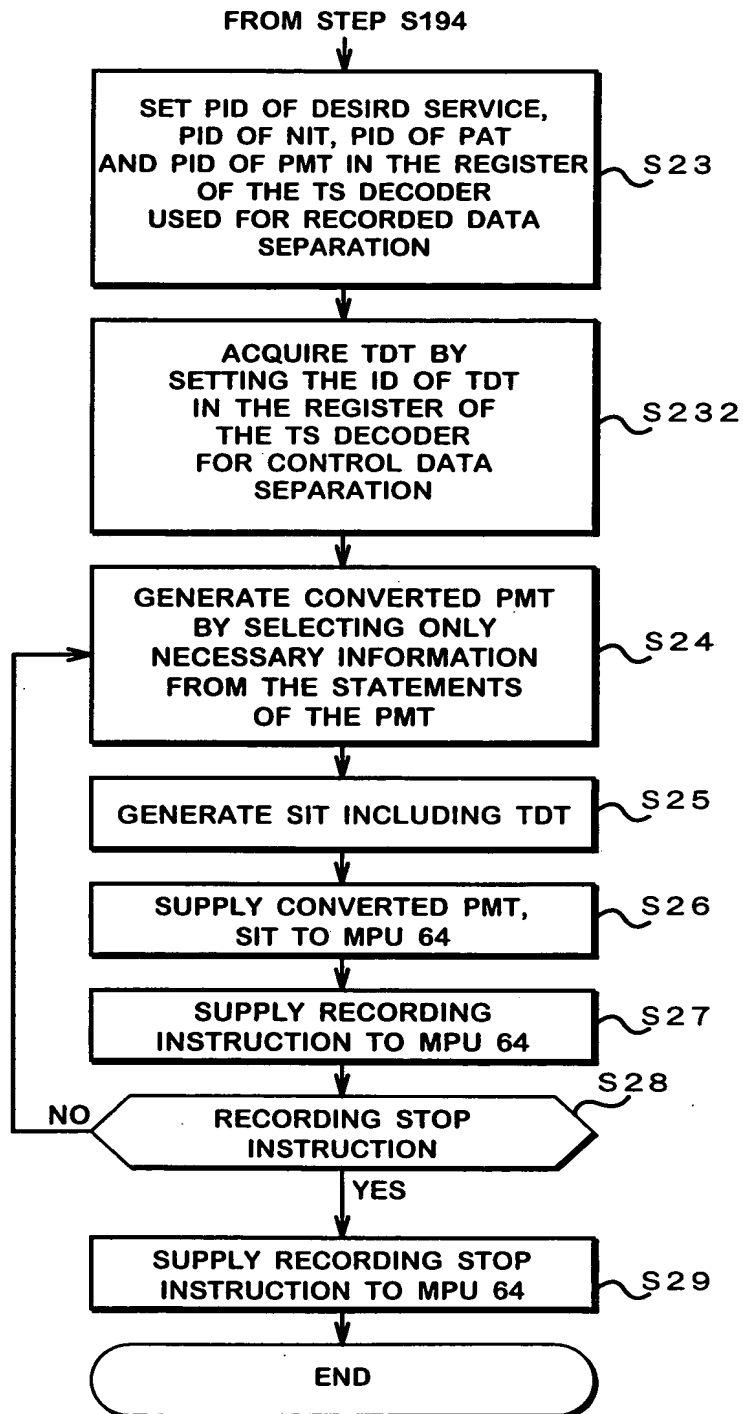 FROM STEP S194
SET PID OF DESIRD SERVICE,
PID OF NIT, PID OF PAT
AND PID OF PMT IN THE REGISTER
OF THE TS DECODER
USED FOR RECORDED DATA
SEPARATION
S23
ACQUIRE TDT BY
SETTING THE ID OF TDT
IN THE REGISTER OF
THE TS DECODER
FOR CONTROL DATA
SEPARATION
S232
GENERATE CONVERTED PMT
BY SELECTING ONLY
NECESSARY INFORMATION
FROM THE STATEMENTS
OF THE PMT
S24
GENERATE SIT INCLUDING TDT
S25
SUPPLY CONVERTED PMT,
SIT TO MPU 64
S26
SUPPLY RECORDING
INSTRUCTION TO MPU 64
S27
S28
NO
RECORDING STOP
INSTRUCTION
YES
SUPPLY RECORDING STOP
INSTRUCTION TO MPU 64
S29
END